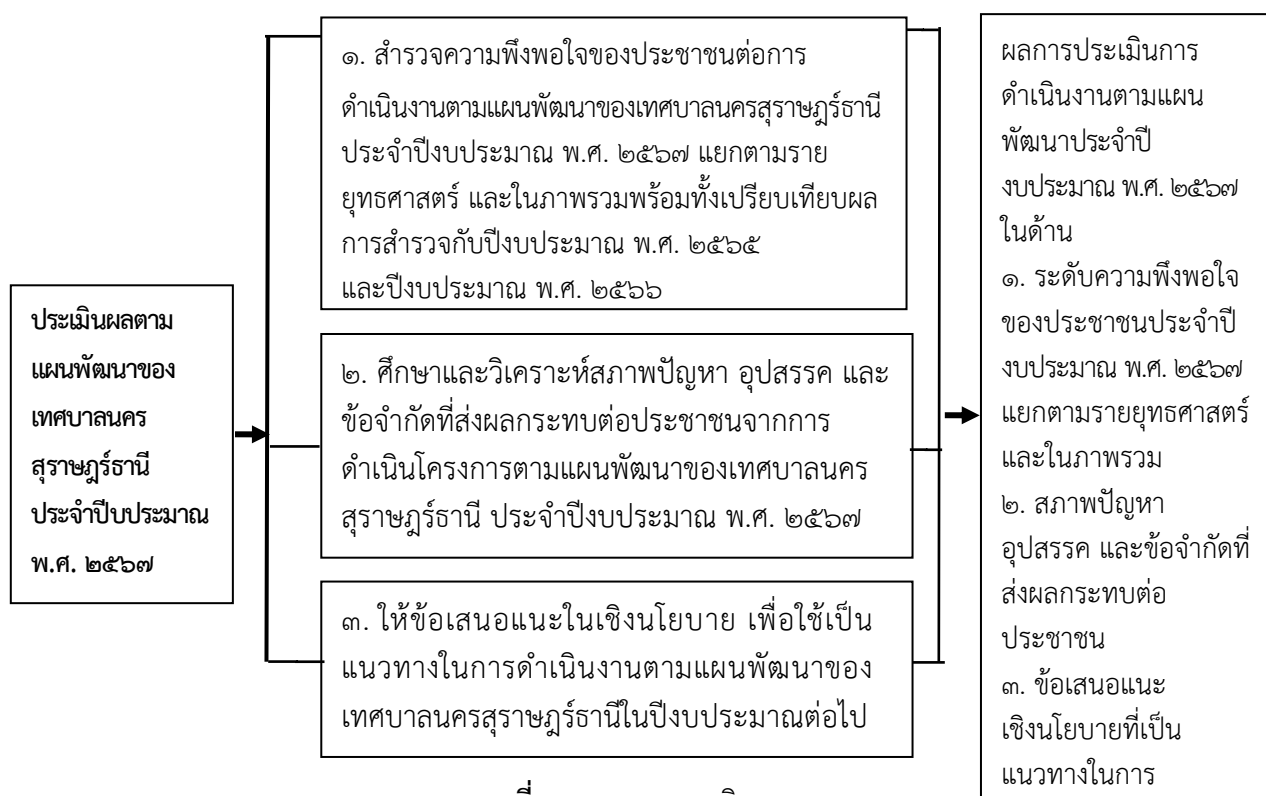 ประเมินผลตาม
แผนพัฒนาของ
เทศบาลนคร
สุราษฎร์ธานี
ประจำปีบประมาณ
พ.ศ. ๒๕๖๗
๑. สำรวจความพึงพอใจของประชาชนต่อการ
ดำเนินงานตามแผนพัฒนาของเทศบาลนครสุราษฎร์ธานี
ประจำปีงบประมาณ พ.ศ. ๒๕๖๗ แยกตามราย
ยุทธศาสตร์ และในภาพรวมพร้อมทั้งเปรียบเทียบผล
การสำรวจกับปีงบประมาณ พ.ศ. ๒๕๖๕
และปีงบประมาณ พ.ศ. ๒๕๖๖
๒. ศึกษาและวิเคราะห์สภาพปัญหา อุปสรรค และ
ข้อจำกัดที่ส่งผลกระทบต่อประชาชนจากการ
ดำเนินโครงการตามแผนพัฒนาของเทศบาลนคร
สุราษฎร์ธานี ประจำปีงบประมาณ พ.ศ. ๒๕๖๗
๓. ให้ข้อเสนอแนะในเชิงนโยบาย เพื่อใช้เป็น
แนวทางในการดำเนินงานตามแผนพัฒนาของ
เทศบาลนครสุราษฎร์ธานีในปีงบประมาณต่อไป
ผลการประเมินการ
ดำเนินงานตามแผน
พัฒนาประจำปี
งบประมาณ พ.ศ. ๒๕๖๗
ในด้าน
๑. ระดับความพึงพอใจ
ของประชาชนประจำปี
งบประมาณ พ.ศ. ๒๕๖๗
แยกตามรายยุทธศาสตร์
และในภาพรวม
๒. สภาพปัญหา
อุปสรรค และข้อจำกัดที่
ส่งผลกระทบต่อ
ประชาชน
๓. ข้อเสนอแนะ
เชิงนโยบายที่เป็น
แนวทางในการ